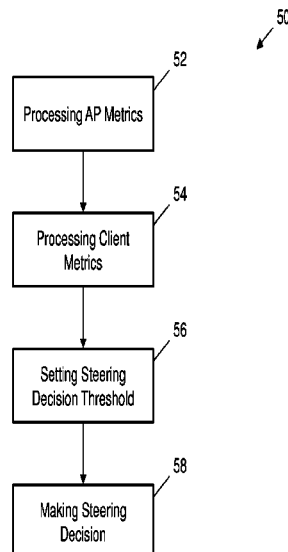 50
52
Processing AP Metrics
54
Processing Client
Metrics
56
Setting Steering
Decision Threshold
58
Making Steering
Decision